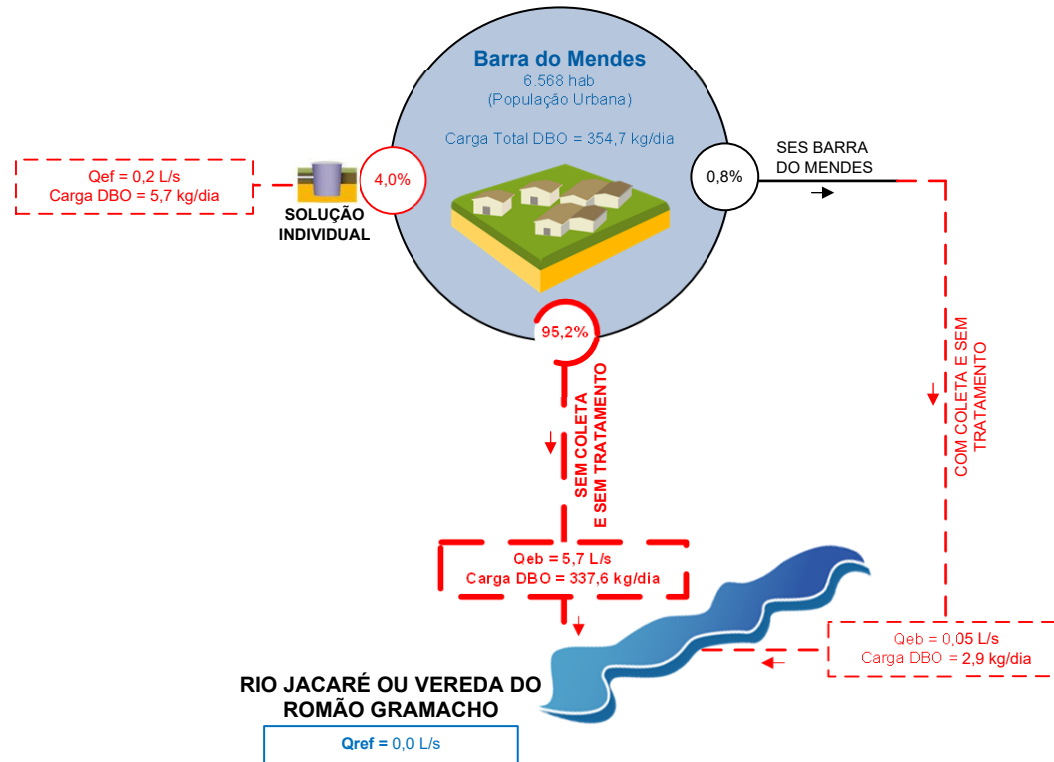 Barra do Mendes
6.568 hab
(População Urbana)
Carga Total DBO = 354,7 kg/dia
Qef = 0,2 L/s
Carga DBO = 5,7 kg/dia
SOLUÇÃO
INDIVIDUAL
4,0%
0,8%
SES BARRA
DO MENDES
95,2%
SEM COLETA
E SEM TRATAMENTO
COM COLETA E SEM
TRATAMENTO
Qeb = 5,7 L/s
Carga DBO = 337,6 kg/dia
Qeb = 0,05 L/s
Carga DBO = 2,9 kg/dia
RIO JACARÉ OU VEREDA DO
ROMÃO GRAMACHO
Qref = 0,0 L/s